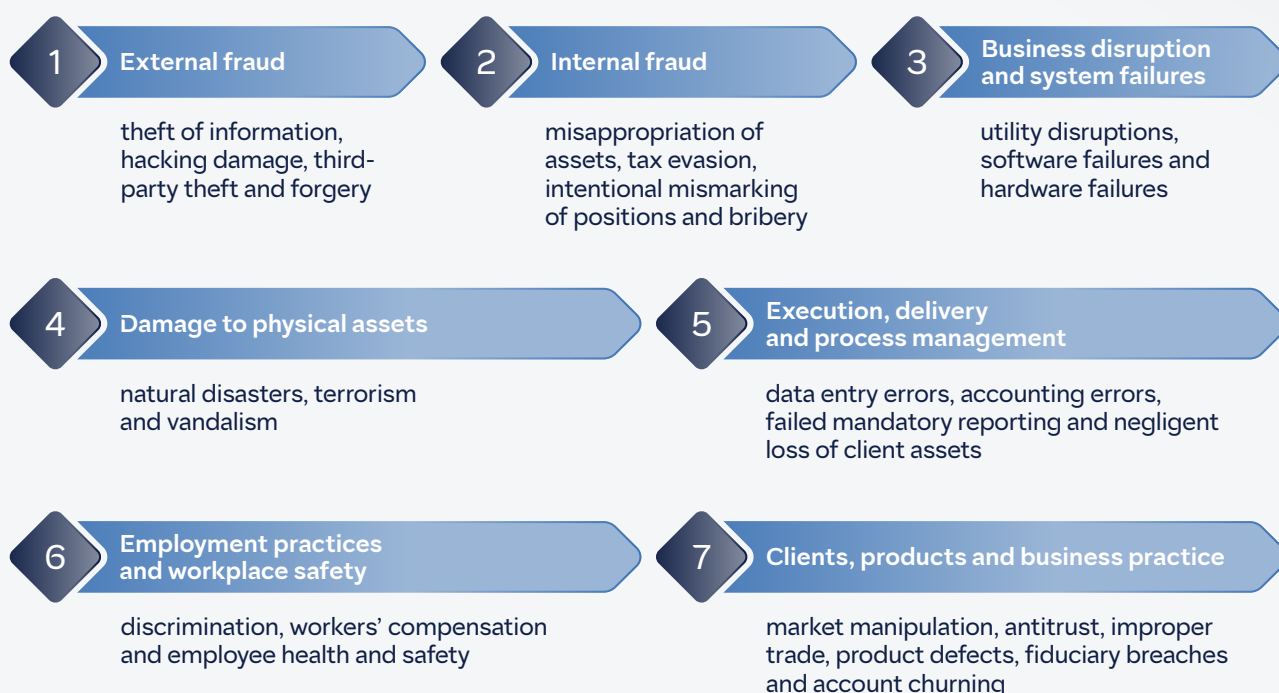 1
External fraud
theft of information,
hacking damage, third-
party theft and forgery
2
Internal fraud
misappropriation of
assets, tax evasion,
intentional mismarking
of positions and bribery
3
Business disruption
and system failures
utility disruptions,
software failures and
hardware failures
4
Damage to physical assets
natural disasters, terrorism
and vandalism
5
Execution, delivery
and process management
data entry errors, accounting errors,
failed mandatory reporting and negligent
loss of client assets
6
Employment practices
and workplace safety
discrimination, workers’ compensation
and employee health and safety
7
Clients, products and business practice
market manipulation, antitrust, improper
trade, product defects, fiduciary breaches
and account churning